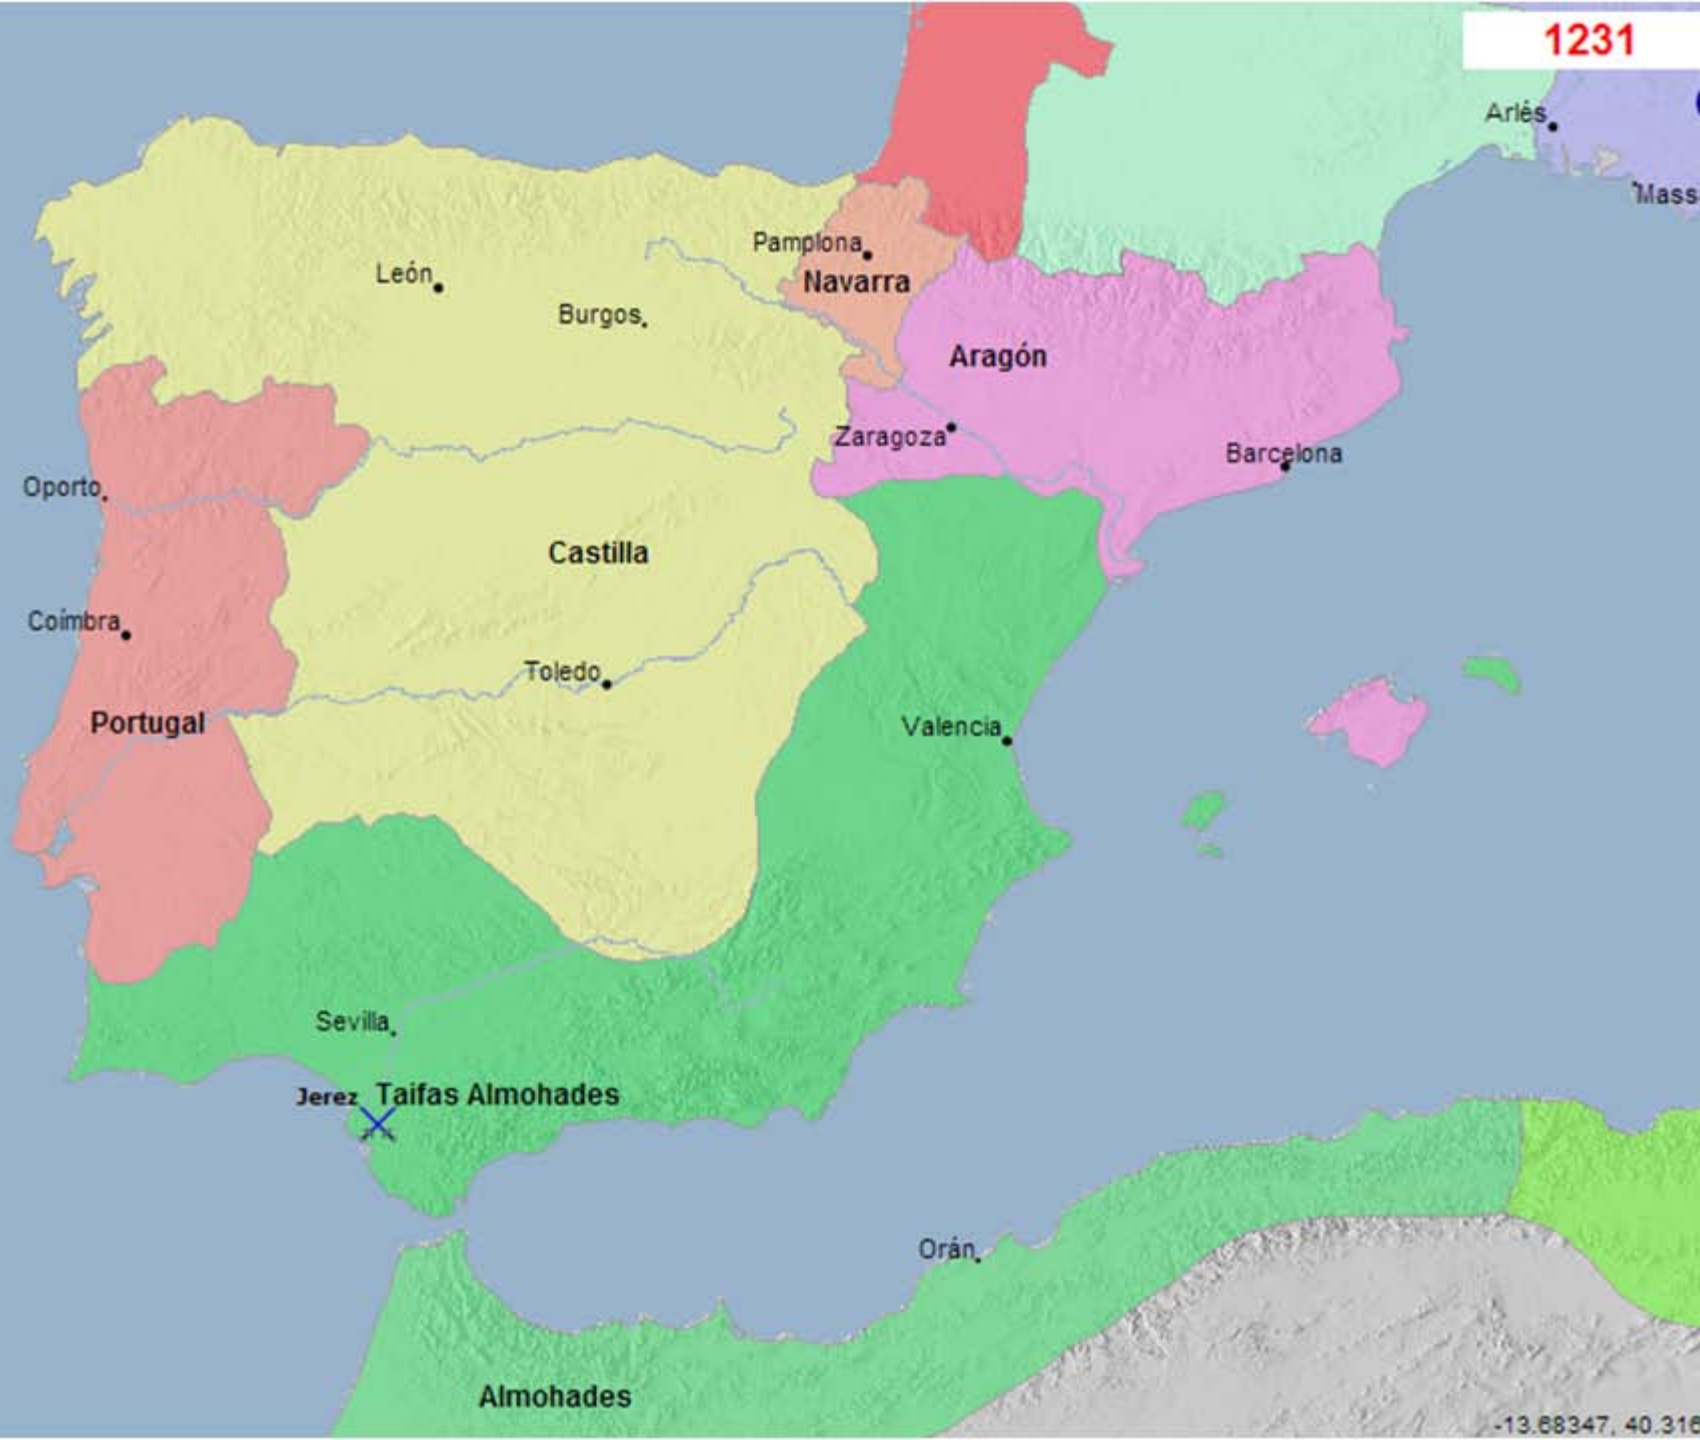 1231
Arlés
Mass
Pamplona
León
Navarra
Burgos
Aragón
Zaragoza
Barcelona
Oporto
Castilla
Coímbra
Toledo
Portugal
Valencia
Sevilla
Jerez
Taifas Almohades
Orán
Almohades
-13.68347, 40.316